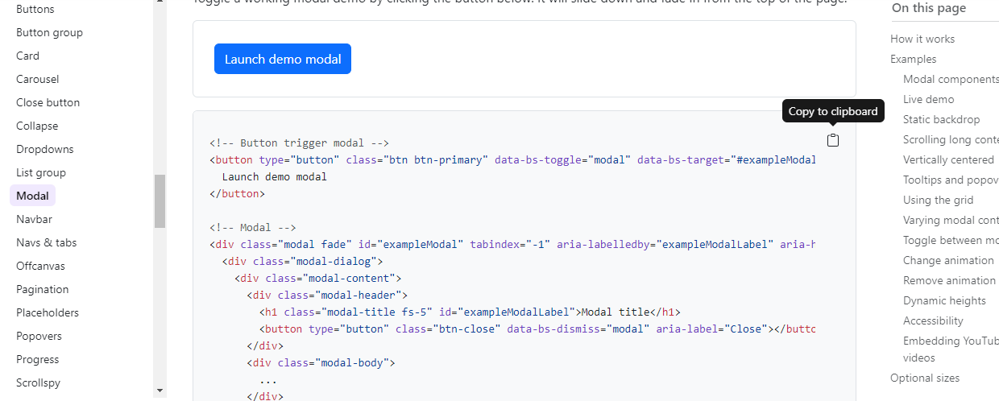 Buttons
Button group
Card
Carousel
Close button
Collapse
Dropdowns
List group
Modal
Navbar
Navs & tabs
Offcanvas
Pagination
Placeholders
Popovers
Progress
Scrollspy
Toggle a working modal demo by clicking the button below. It will slide down and fade in from the top of the page.
Launch demo modal
Copy to clipboard
<!-- Button trigger modal -->
<button type="button" class="btn btn-primary" data-bs-toggle="modal" data-bs-target="#exampleModal
  Launch demo modal
</button>
<!-- Modal -->
<div class="modal fade" id="exampleModal" tabindex="-1" aria-labelledby="exampleModalLabel" aria-h
  <div class="modal-dialog">
    <div class="modal-content">
      <div class="modal-header">
        <h1 class="modal-title fs-5" id="exampleModalLabel">Modal title</h1>
        <button type="button" class="btn-close" data-bs-dismiss="modal" aria-label="Close"></butto
      </div>
      <div class="modal-body">
        ...
      </div>
On this page
How it works
Examples
Modal components
Live demo
Static backdrop
Scrolling long conte
Vertically centered
Tooltips and popov
Using the grid
Varying modal cont
Toggle between mo
Change animation
Remove animation
Dynamic heights
Accessibility
Embedding YouTub
videos
Optional sizes